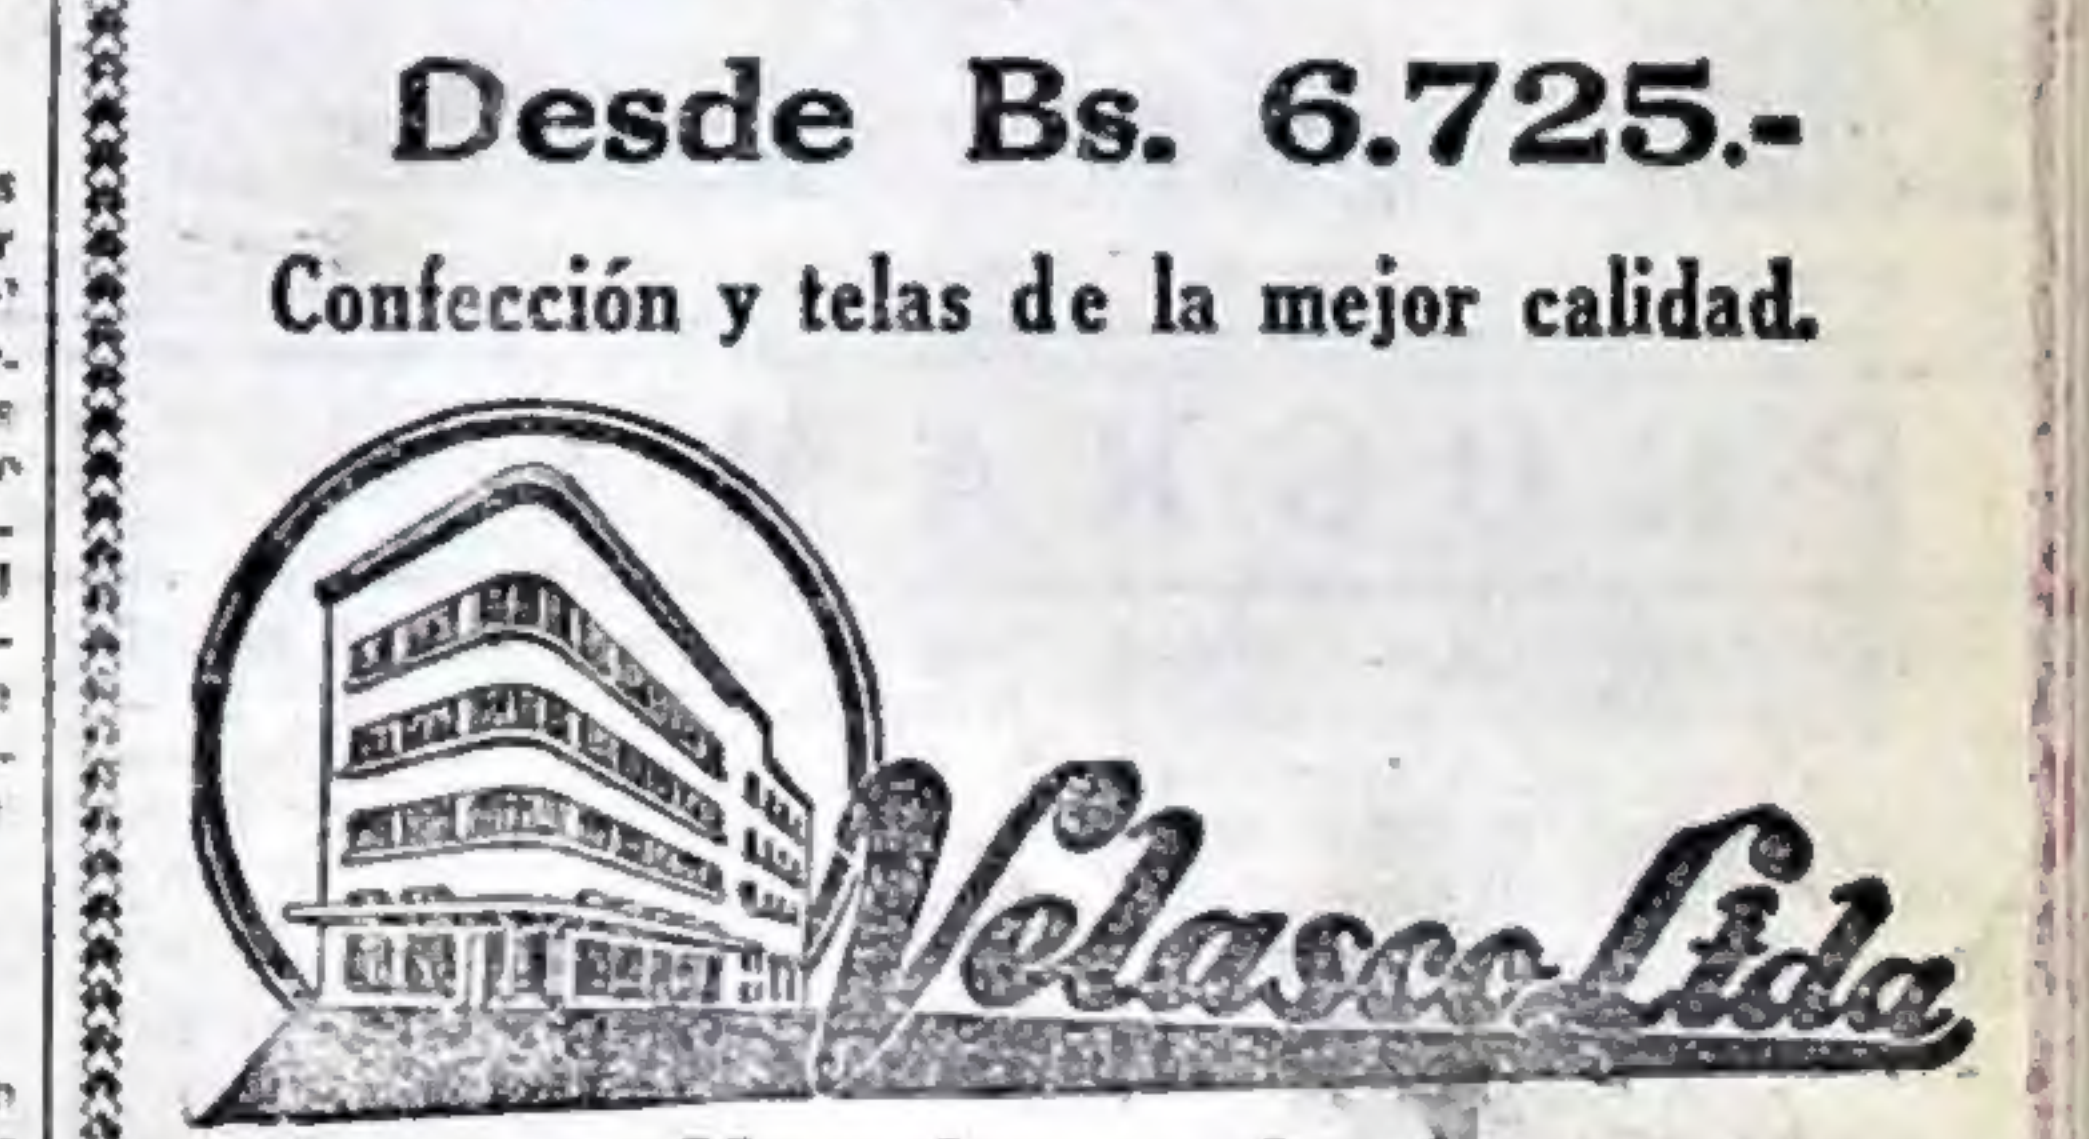 Desde Bs. 6.725.-
Confección y telas de la mejor calidad.
Velasco Ltda